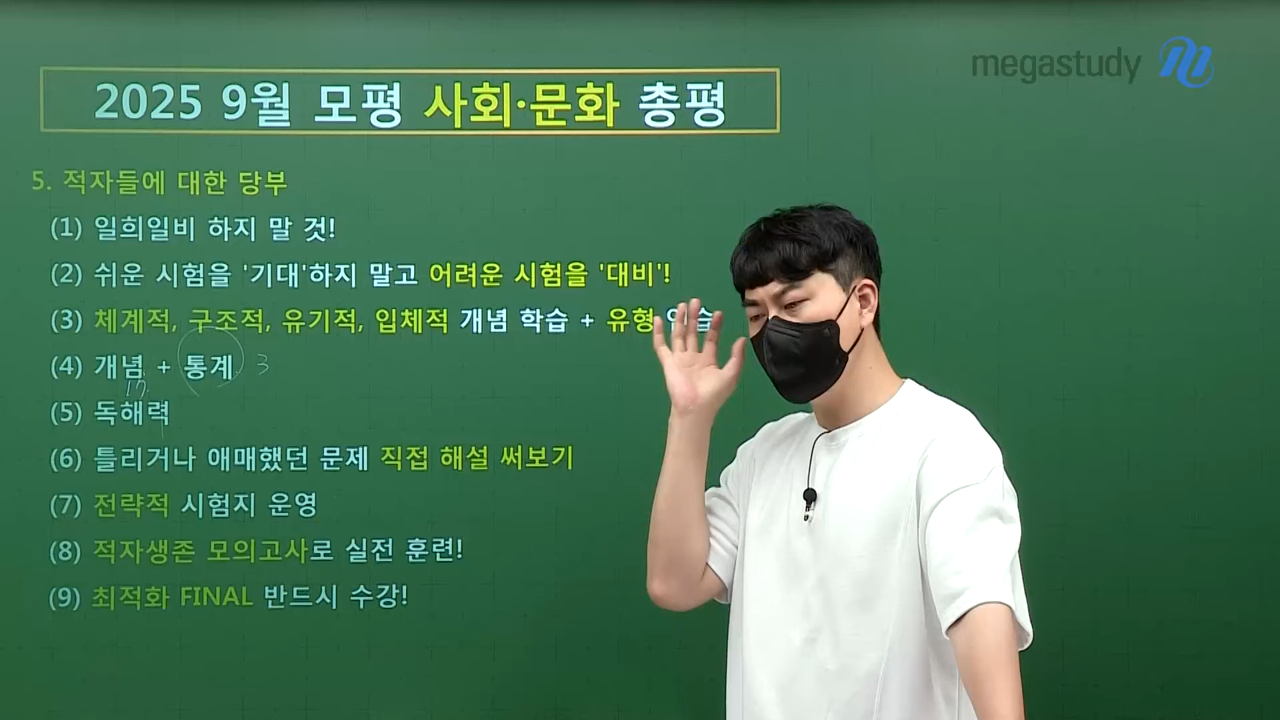 megastudy
2025 9월 모평 사회·문화 총평
5. 적자들에 대한 당부
(1) 일희일비 하지 말 것!
(2) 쉬운 시험을 '기대'하지 말고 어려운 시험을 '대비'!
(3) 체계적, 구조적, 유기적, 입체적 개념 학습 + 유형
(4) 개념 + 통계 3
17
(5) 독해력
(6) 틀리거나 애매했던 문제 직접 해설 써보기
(7) 전략적 시험지 운영
(8) 적자생존 모의고사로 실전 훈련!
(9) 최적화 FINAL 반드시 수강!